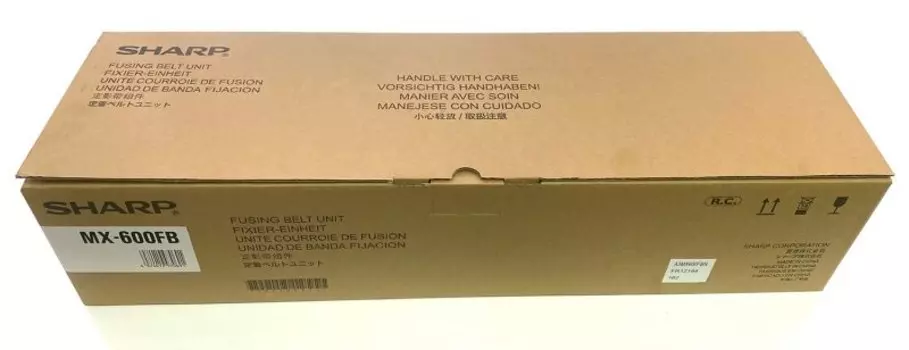 SHARP
FUSING BELT UNIT
FIXIER-EINHEIT
UNITE COURROIE DE FUSION
UNIDAD DE BANDA FIJACION
定影带组件
定着ベルトユニット
HANDLE WITH CARE
VORSICHTIG HANDHABEN!
MANIER AVEC SOIN
MANEJESE CON CUIDADO
小心轻放 / 取扱注意
SHARP
MX-600FB
FUSING BELT UNIT
FIXIER-EINHEIT
UNITE COURROIE DE FUSION
UNIDAD DE BANDA FIJACION
定影带组件
定着ベルトユニット
R.C.
SHARP CORPORATION